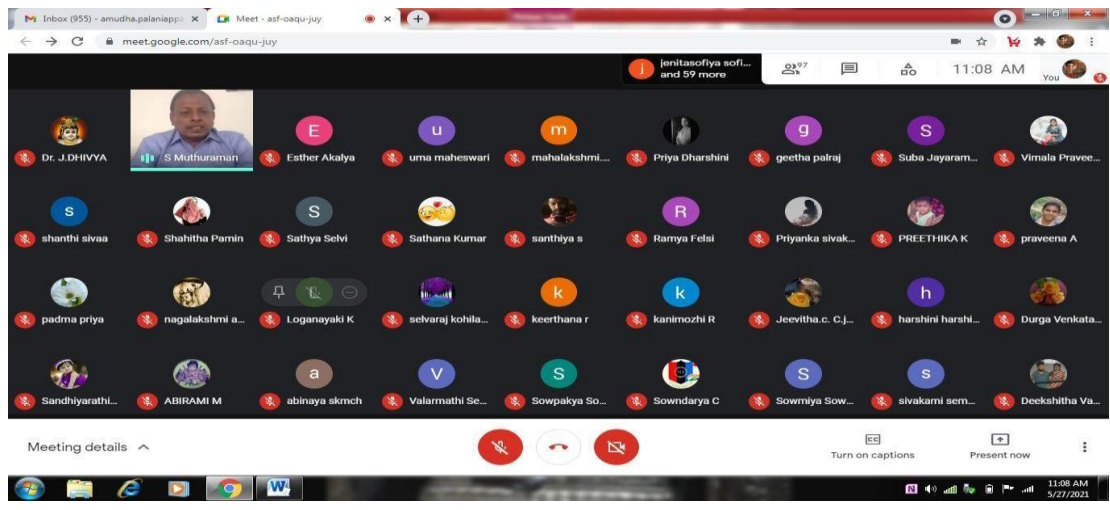 Inbox (955) - amudha.palaniappa
Meet - asf-oaqu-juy
meet.google.com/asf-oaqu-juy
j
jenitasofiya sofi...
and 59 more
97
11:08 AM
You
Dr. J.DHIVYA
S Muthuraman
E
Esther Akalya
u
uma maheswari
m
mahalakshmi....
Priya Dharshini
g
geetha palraj
S
Suba Jayaram...
Vimala Pravee...
s
shanthi sivaa
Shahitha Parnin
S
Sathya Selvi
Sathana Kumar
santhiya s
R
Ramya Felsi
Priyanka sivak...
PREETHIKA K
praveena A
padma priya
nagalakshmi a...
Loganayaki K
selvaraj kohila...
k
keerthana r
k
kanimozhi R
Jeevitha.c. C.j...
h
harshini harshi...
Durga Venkata...
Sandhiyarathi...
ABIRAMI M
a
abinaya skmch
V
Valarmathi Se...
S
Sowpakya So...
Sowndarya C
S
Sowmiya Sow...
s
sivakami sem...
Deekshitha Va...
Meeting details
CC
Turn on captions
Present now
W
N
11:08 AM
5/27/2021